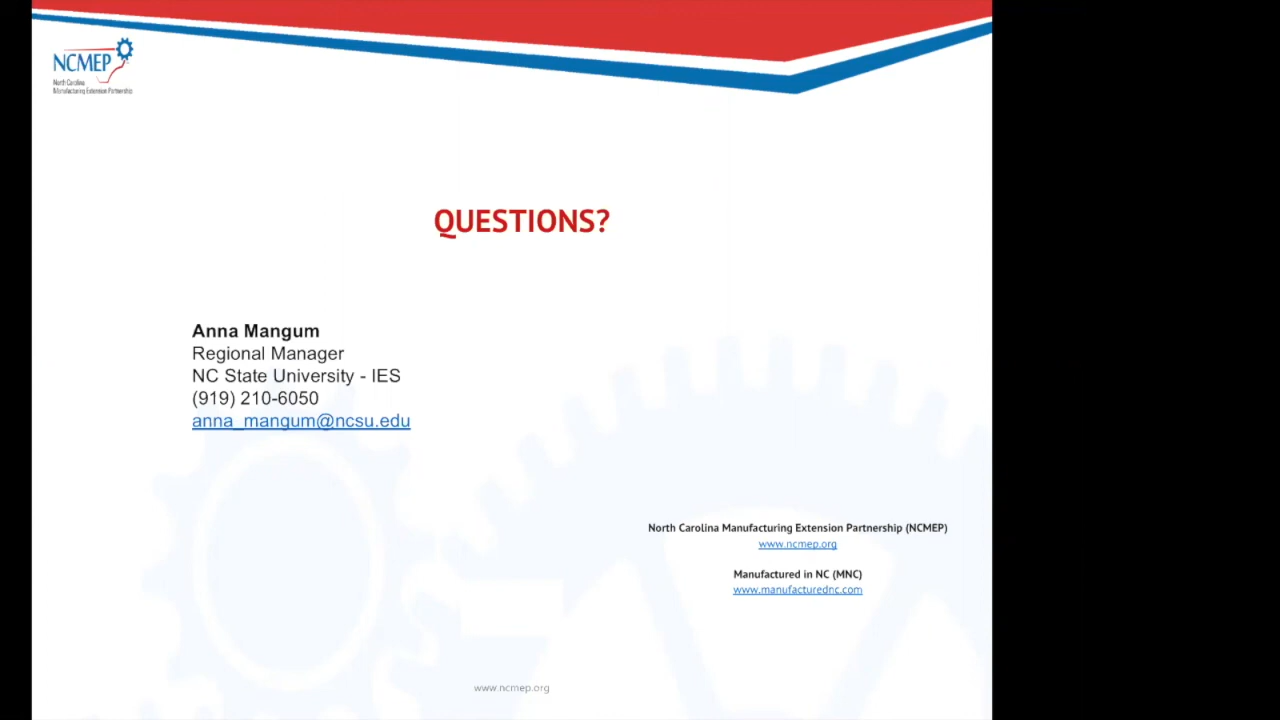 NCMEP
North Carolina
Manufacturing Extension Partnership
QUESTIONS?
Anna Mangum
Regional Manager
NC State University - IES
(919) 210-6050
anna_mangum@ncsu.edu
North Carolina Manufacturing Extension Partnership (NCMEP)
www.ncmep.org
Manufactured in NC (MNC)
www.manufacturednc.com
www.ncmep.org